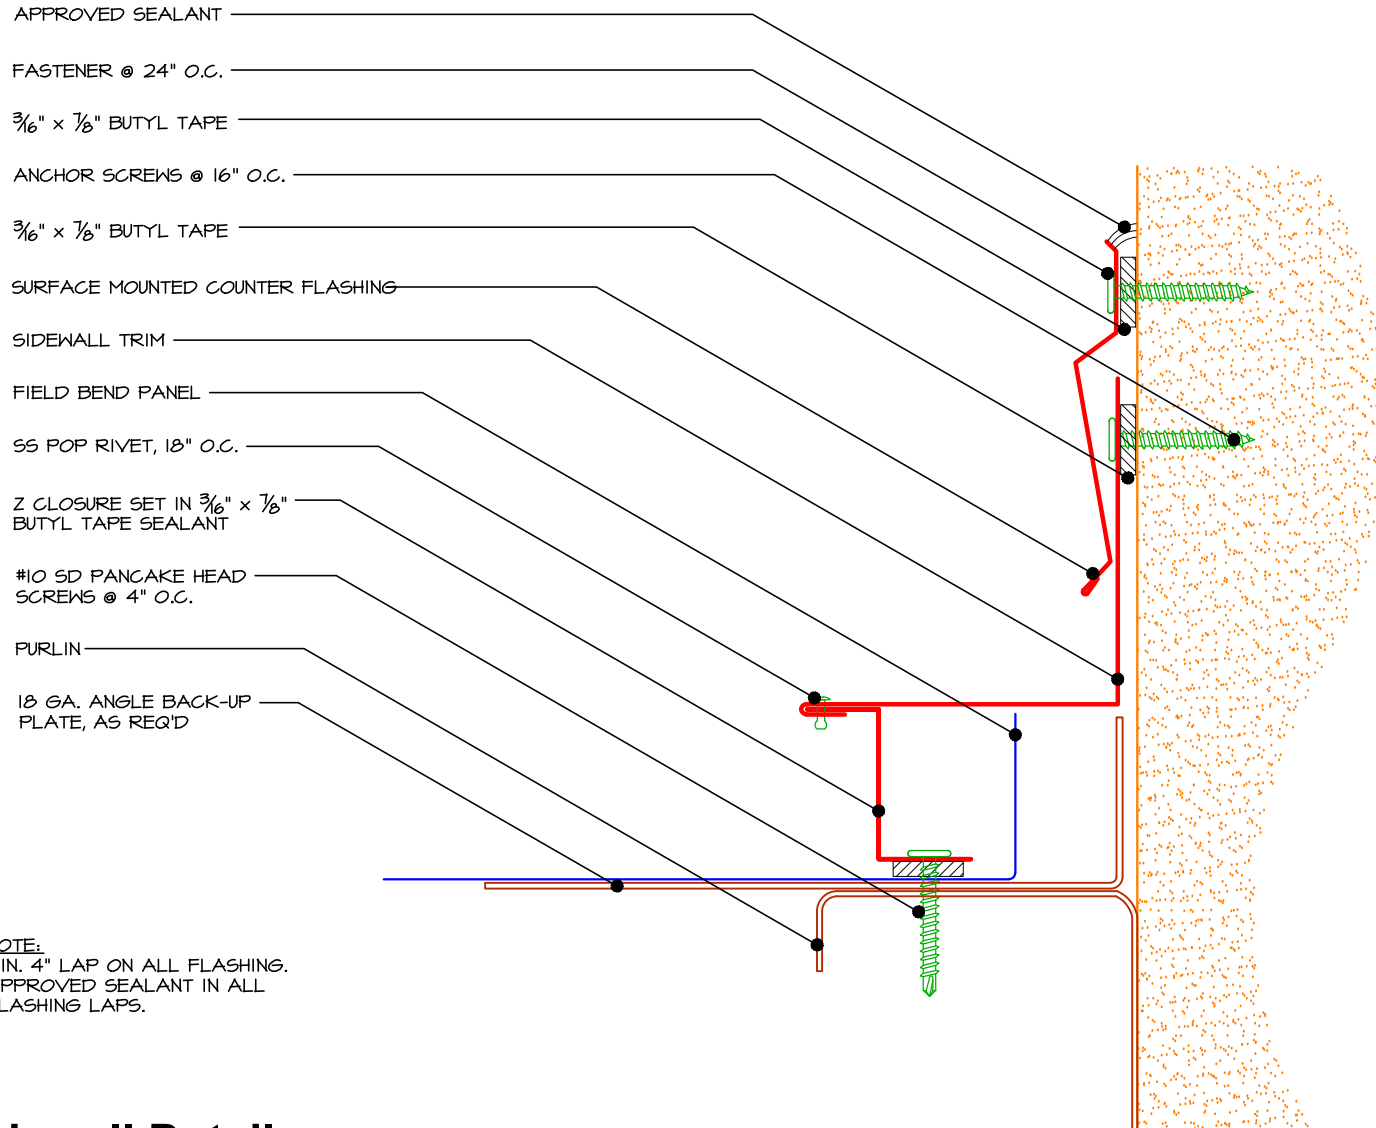 APPROVED SEALANT
FASTENER @ 24" O.C.
3/16" x 7/8" BUTYL TAPE
ANCHOR SCREWS @ 16" O.C.
3/16" x 7/8" BUTYL TAPE
SURFACE MOUNTED COUNTER FLASHING
SIDEWALL TRIM
FIELD BEND PANEL
SS POP RIVET, 18" O.C.
Z CLOSURE SET IN 3/16" x 7/8"
BUTYL TAPE SEALANT
#10 SD PANCAKE HEAD
SCREWS @ 4" O.C.
PURLIN
18 GA. ANGLE BACK-UP
PLATE, AS REQ'D
OTE:
IN. 4" LAP ON ALL FLASHING.
PPROVED SEALANT IN ALL
LASHING LAPS.